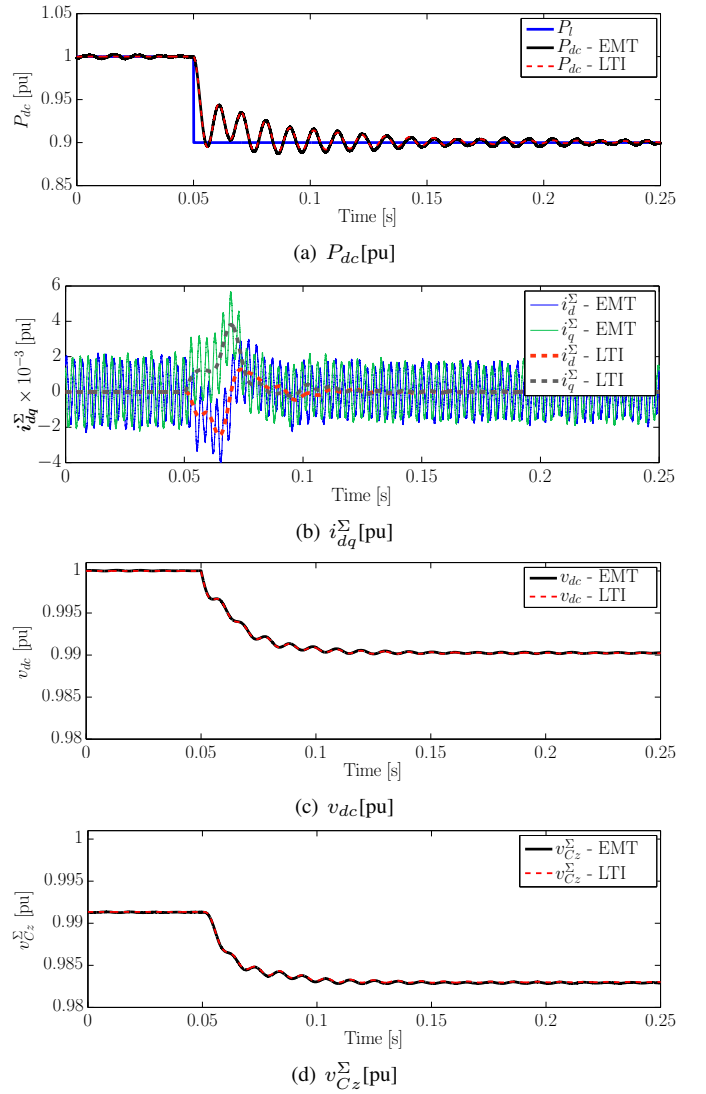 1.05
1
0.95
0.9
0.85
P_dc [pu]
P_l
P_dc - EMT
P_dc - LTI
0 0.05 0.1 0.15 0.2 0.25
Time [s]
(a) P_dc[pu]
6
4
2
0
−2
−4
i^Σ_dq × 10^−3 [pu]
i^Σ_d - EMT
i^Σ_q - EMT
i^Σ_d - LTI
i^Σ_q - LTI
0 0.05 0.1 0.15 0.2 0.25
Time [s]
(b) i^Σ_dq[pu]
1
0.995
0.99
0.985
0.98
v_dc [pu]
v_dc - EMT
v_dc - LTI
0 0.05 0.1 0.15 0.2 0.25
Time [s]
(c) v_dc[pu]
1
0.995
0.99
0.985
0.98
v^Σ_Cz [pu]
v^Σ_Cz - EMT
v^Σ_Cz - LTI
0 0.05 0.1 0.15 0.2 0.25
Time [s]
(d) v^Σ_Cz[pu]